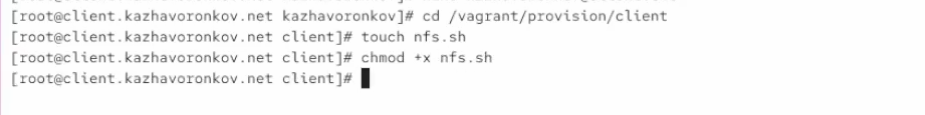 [root@client.kazhavoronkov.net kazhavoronkov]# cd /vagrant/provision/client
[root@client.kazhavoronkov.net client]# touch nfs.sh
[root@client.kazhavoronkov.net client]# chmod +x nfs.sh
[root@client.kazhavoronkov.net client]#